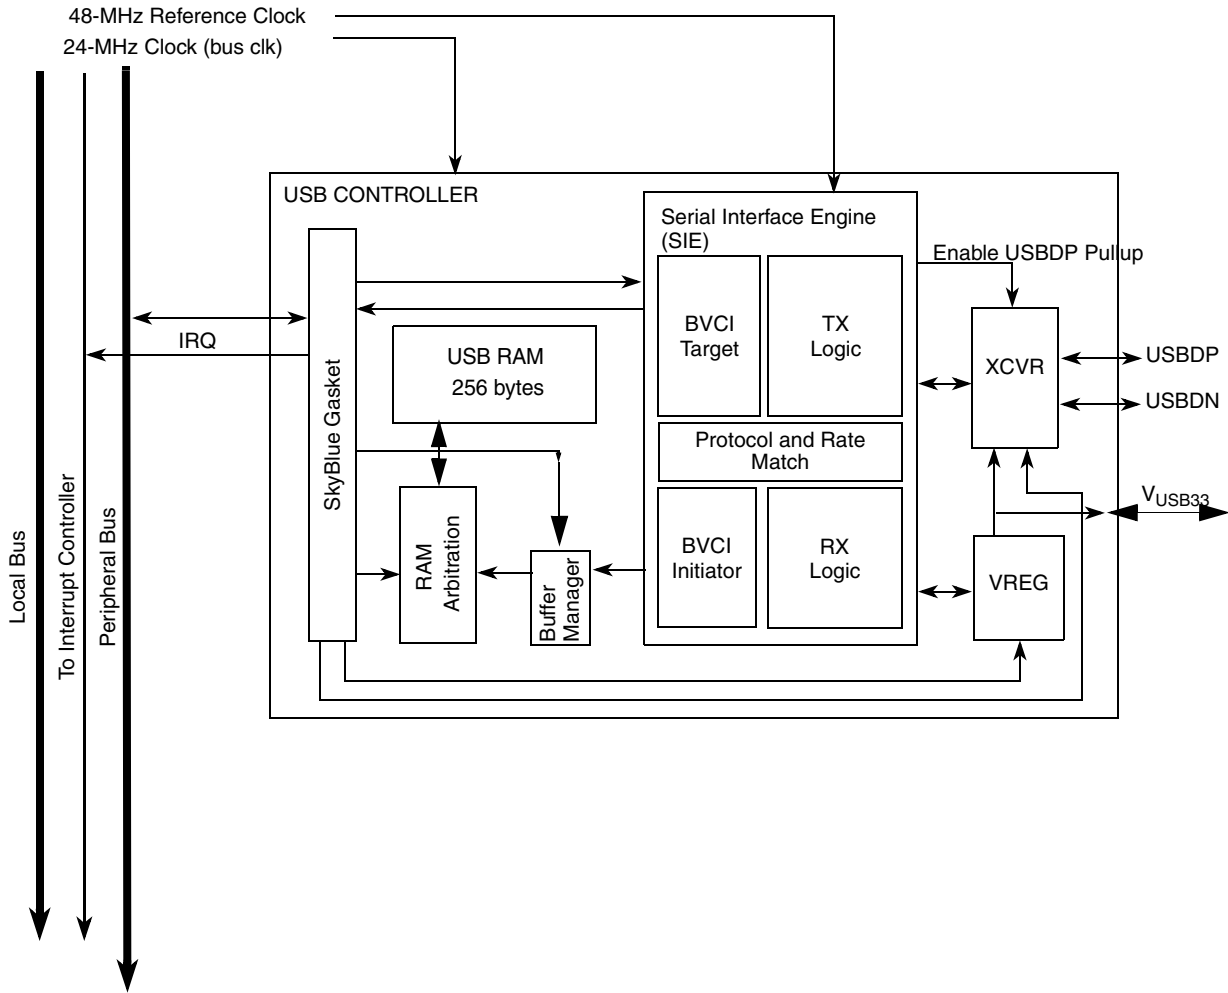 48-MHz Reference Clock
24-MHz Clock (bus clk)
USB CONTROLLER
Serial Interface Engine
(SIE)
Enable USBDP Pullup
BVCI
Target
TX
Logic
XCVR
USBDP
USBDN
IRQ
USB RAM
256 bytes
SkyBlue Gasket
Protocol and Rate
Match
VUSB33
Local Bus
To Interrupt Controller
Peripheral Bus
RAM
Arbitration
Buffer
Manager
BVCI
Initiator
RX
Logic
VREG